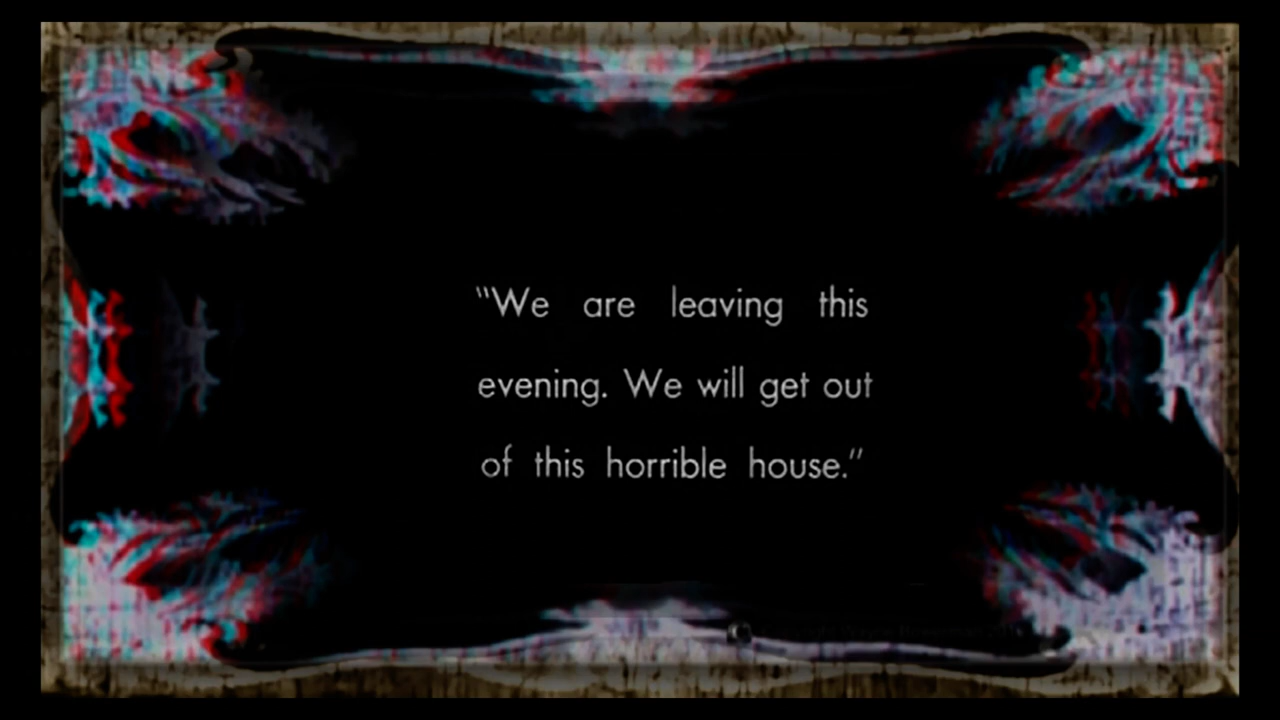 “We are leaving this
evening. We will get out
of this horrible house.”